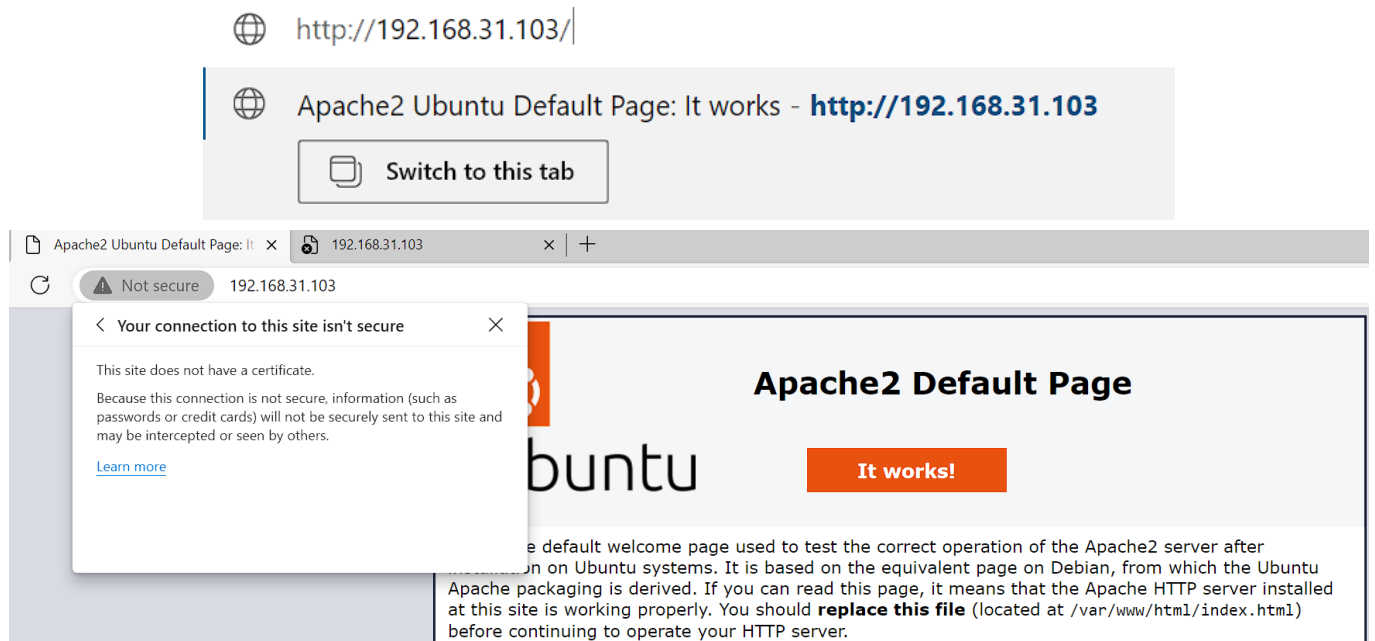 http://192.168.31.103/
Apache2 Ubuntu Default Page: It works - http://192.168.31.103
Switch to this tab
Apache2 Ubuntu Default Page: It
192.168.31.103
Not secure
192.168.31.103
Your connection to this site isn't secure
This site does not have a certificate.
Because this connection is not secure, information (such as
passwords or credit cards) will not be securely sent to this site and
may be intercepted or seen by others.
Learn more
Apache2 Default Page
buntu
It works!
default welcome page used to test the correct operation of the Apache2 server after
on Ubuntu systems. It is based on the equivalent page on Debian, from which the Ubuntu
Apache packaging is derived. If you can read this page, it means that the Apache HTTP server installed
at this site is working properly. You should replace this file (located at /var/www/html/index.html)
before continuing to operate your HTTP server.